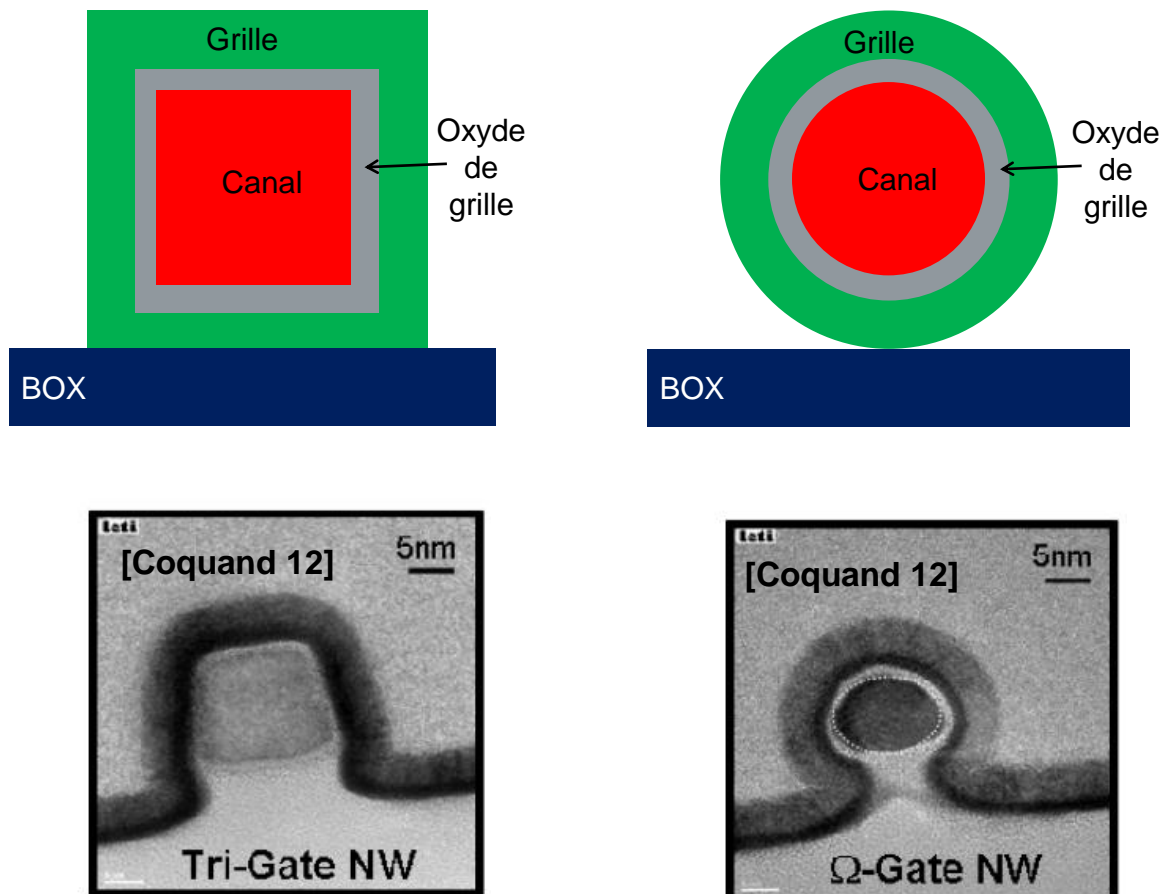 Grille
Canal
Oxyde
de
grille
BOX
Grille
Canal
Oxyde
de
grille
BOX
Leti
[Coquand 12]
5nm
Tri-Gate NW
Leti
[Coquand 12]
5nm
Ω-Gate NW